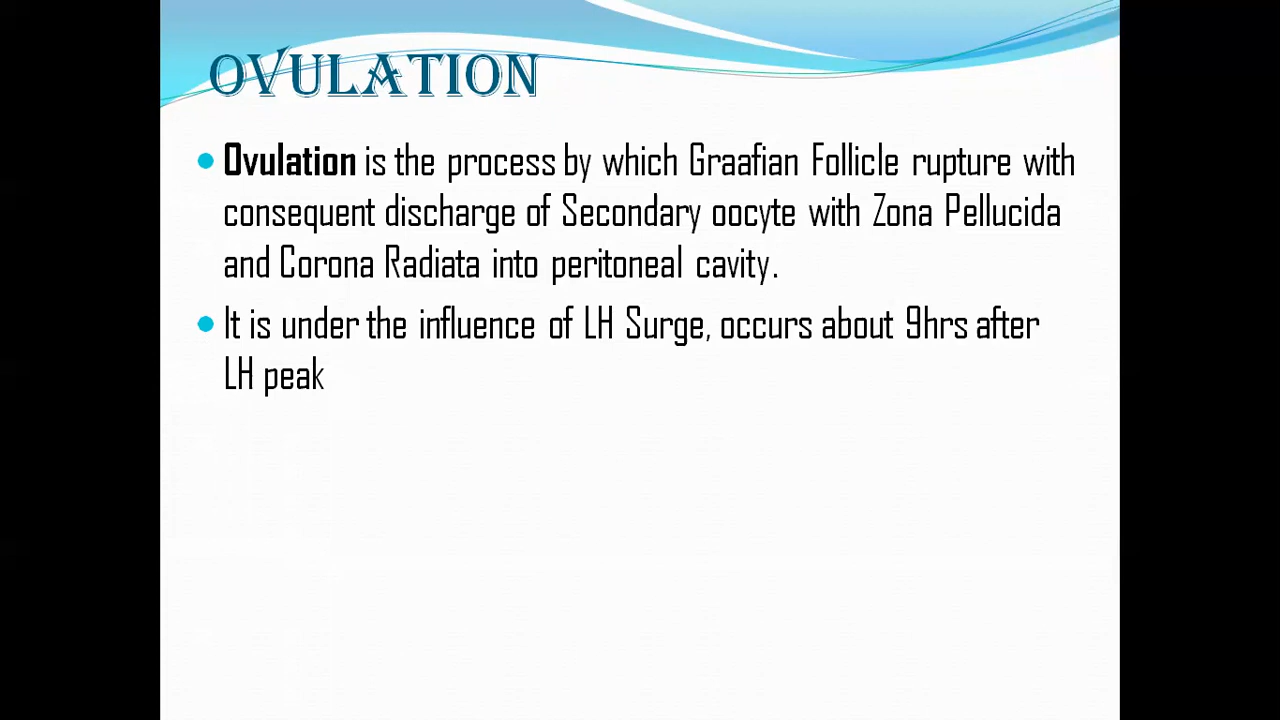 OVULATION
• Ovulation is the process by which Graafian Follicle rupture with
consequent discharge of Secondary oocyte with Zona Pellucida
and Corona Radiata into peritoneal cavity.
• It is under the influence of LH Surge, occurs about 9hrs after
LH peak